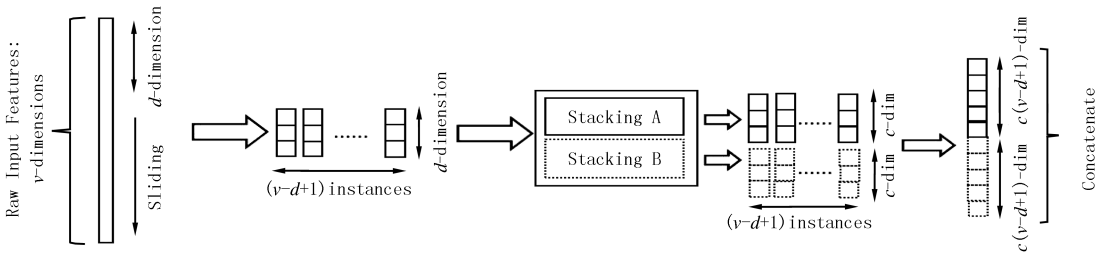 Raw Input Features:
v-dimensions
d-dimension
Sliding
......
(v-d+1)instances
d-dimension
Stacking A
Stacking B
......
c-dim
......
c-dim
(v-d+1)instances
c(v-d+1)-dim
c(v-d+1)-dim
Concatenate